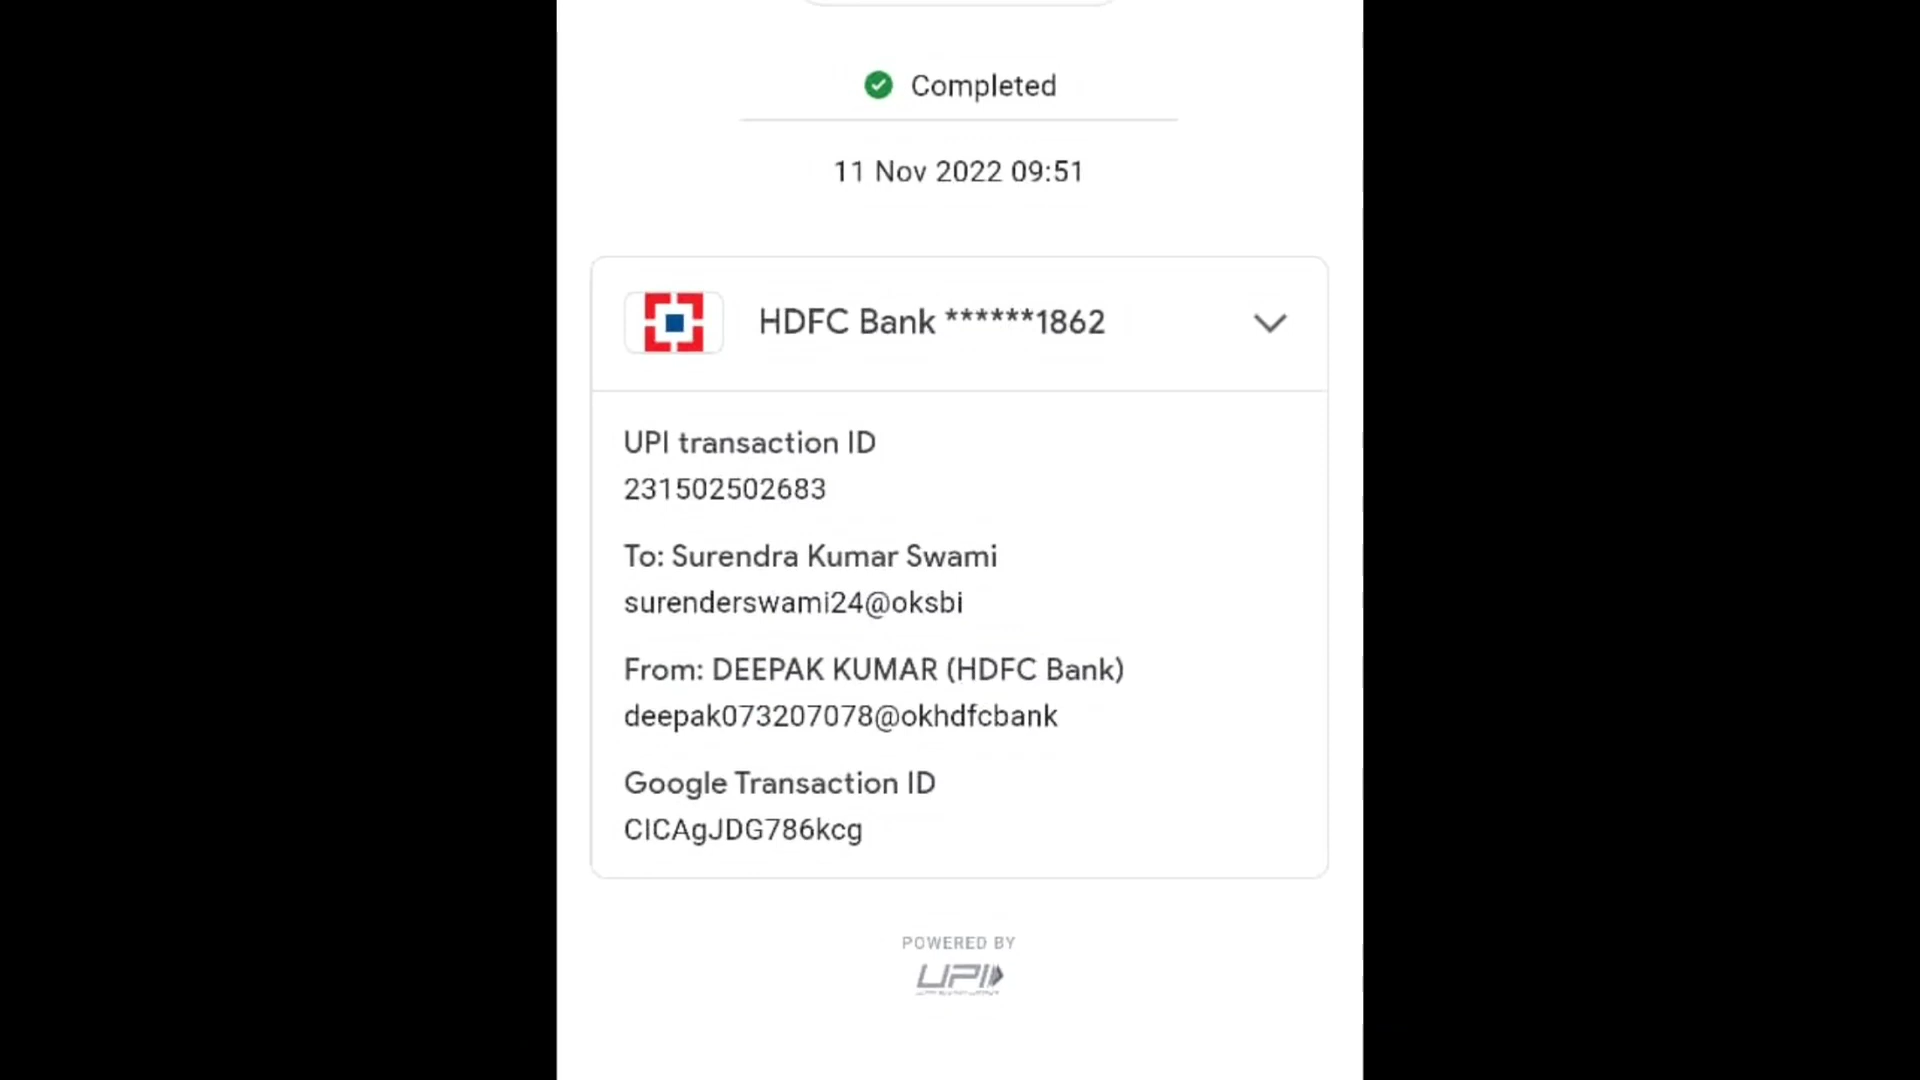 Completed
11 Nov 2022 09:51
HDFC Bank ******1862
UPI transaction ID
231502502683
To: Surendra Kumar Swami
surenderswami24@oksbi
From: DEEPAK KUMAR (HDFC Bank)
deepak073207078@okhdfcbank
Google Transaction ID
CICAgJDG786kcg
POWERED BY
UPI